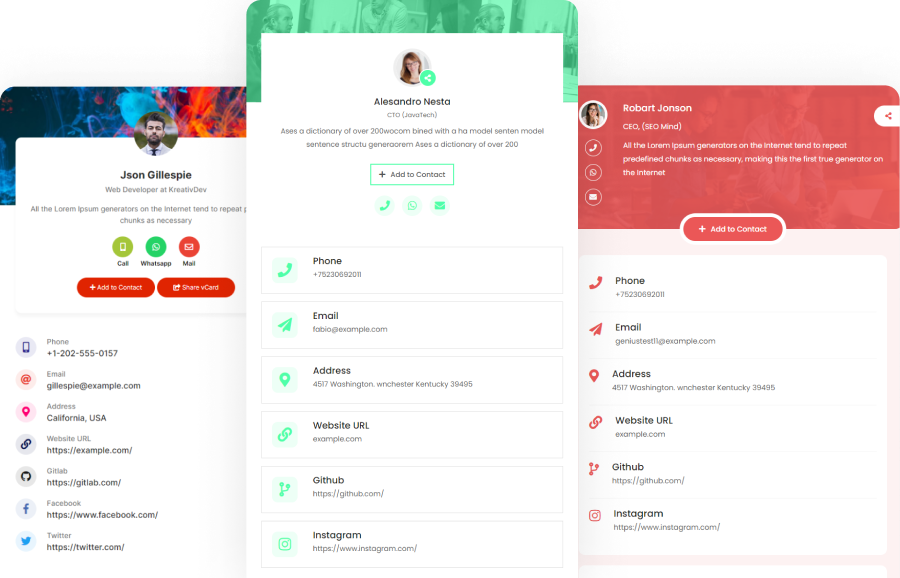 Json Gillespie
Web Developer at KreativDev
All the Lorem Ipsum generators on the Internet tend to repeat
chunks as necessary
Call
Whatsapp
Mail
Add to Contact
Share vCard
Phone
+1-202-555-0157
Email
gillespie@example.com
Address
California, USA
Website URL
https://example.com/
Gitlab
https://gitlab.com/
Facebook
https://www.facebook.com/
Twitter
https://twitter.com/
Alesandro Nesta
CTO (JavaTech)
Ases a dictionary of over 200wocom bined with a ha model senten model
sentence structu generaorem Ases a dictionary of over 200
Add to Contact
Phone
+75230692011
Email
fabio@example.com
Address
4517 Washington. wnchester Kentucky 39495
Website URL
example.com
Github
https://github.com/
Instagram
https://www.instagram.com/
Robart Jonson
CEO, (SEO Mind)
All the Lorem Ipsum generators on the Internet tend to repeat
predefined chunks as necessary, making this the first true generator on
the Internet
Add to Contact
Phone
+75230692011
Email
geniustest11@example.com
Address
4517 Washington. wnchester Kentucky 39495
Website URL
example.com
Github
https://github.com/
Instagram
https://www.instagram.com/